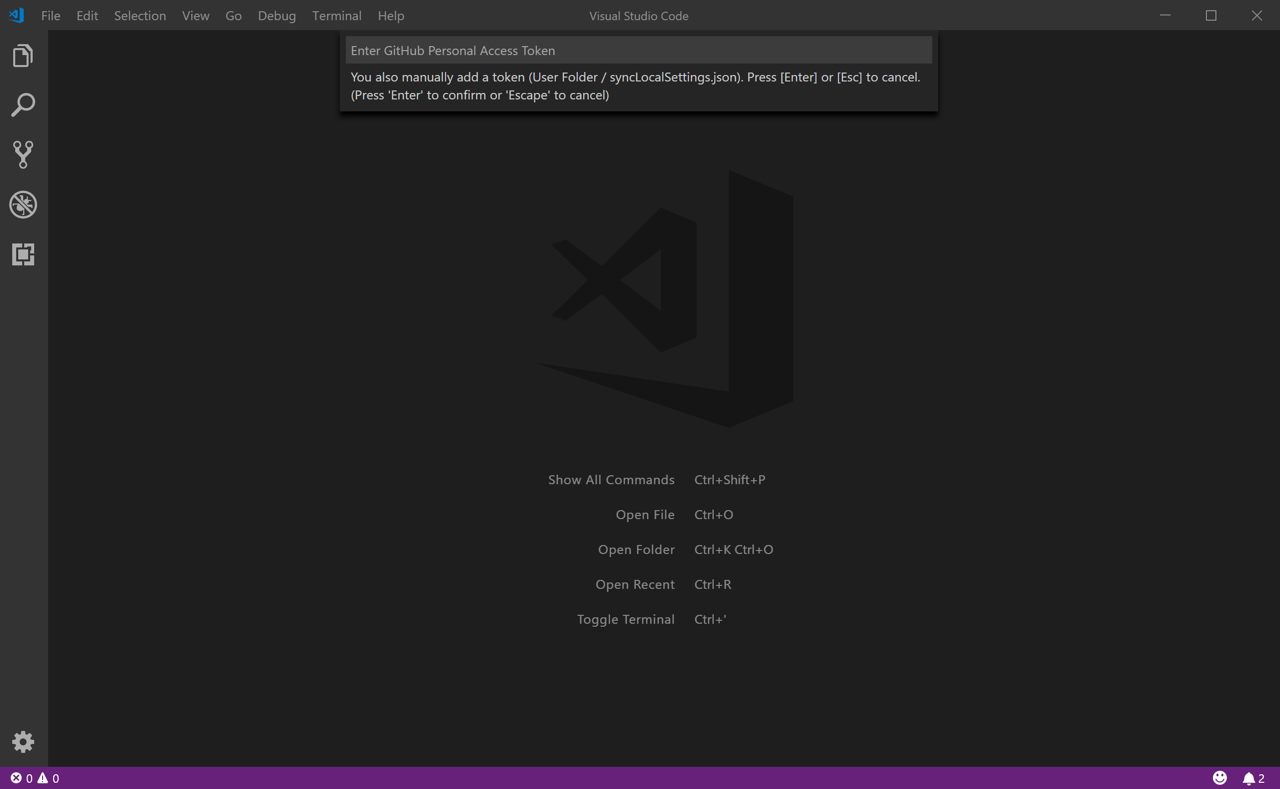 File Edit Selection View Go Debug Terminal Help Visual Studio Code
Enter GitHub Personal Access Token
You also manually add a token (User Folder / syncLocalSettings.json). Press [Enter] or [Esc] to cancel.
(Press 'Enter' to confirm or 'Escape' to cancel)
Show All Commands Ctrl+Shift+P
Open File Ctrl+O
Open Folder Ctrl+K Ctrl+O
Open Recent Ctrl+R
Toggle Terminal Ctrl+'
0 0 2